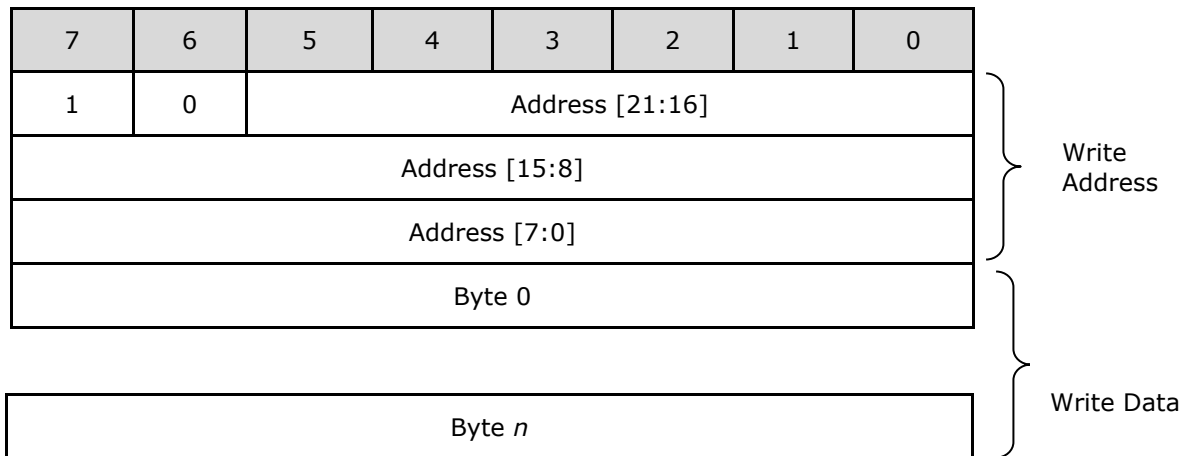 7 6 5 4 3 2 1 0
1 0 Address [21:16]
Address [15:8]
Address [7:0]
Write
Address
Byte 0
Byte n
Write Data